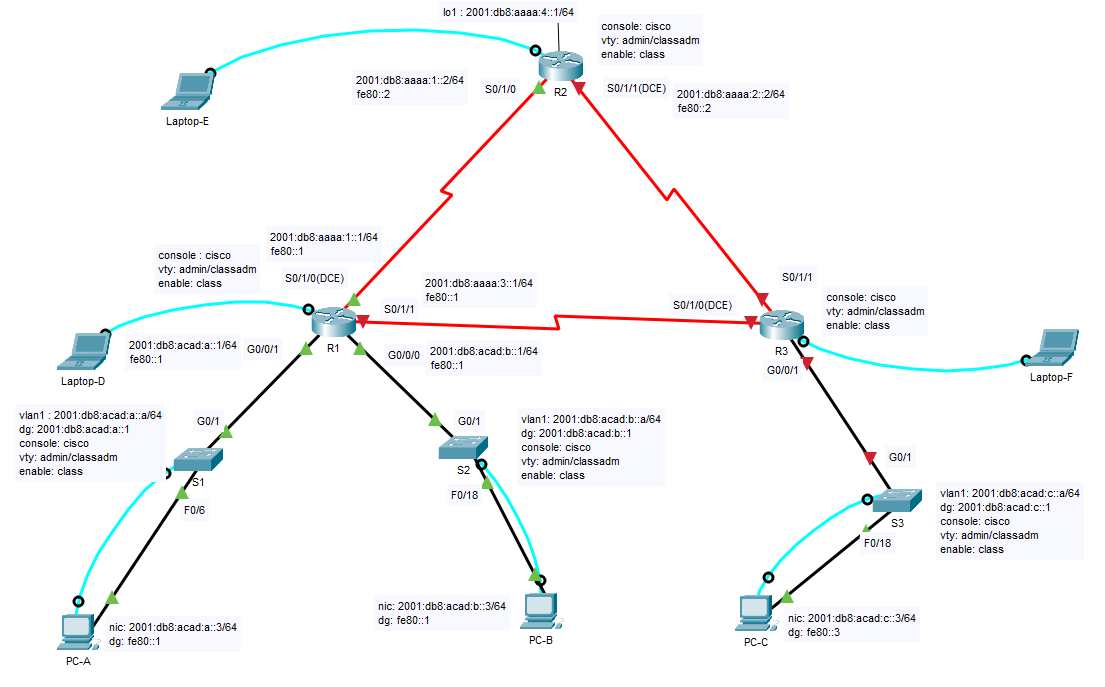 lo1 : 2001:db8:aaaa:4::1/64
console: cisco
vty: admin/classadm
enable: class
2001:db8:aaaa:1::2/64
fe80::2
S0/1/0
R2
S0/1/1(DCE)
2001:db8:aaaa:2::2/64
fe80::2
Laptop-E
2001:db8:aaaa:1::1/64
fe80::1
console : cisco
vty: admin/classadm
enable: class
S0/1/0(DCE)
2001:db8:aaaa:3::1/64
fe80::1
S0/1/1
R1
S0/1/1
S0/1/0(DCE)
console: cisco
vty: admin/classadm
enable: class
R3
G0/0/1
Laptop-F
2001:db8:acad:a::1/64
fe80::1
Laptop-D
G0/0/1
G0/0/0
2001:db8:acad:b::1/64
fe80::1
vlan1 : 2001:db8:acad:a::a/64
dg: 2001:db8:acad:a::1
console: cisco
vty: admin/classadm
enable: class
G0/1
S1
F0/6
G0/1
S2
F0/18
vlan1: 2001:db8:acad:b::a/64
dg: 2001:db8:acad:b::1
console: cisco
vty: admin/classadm
enable: class
G0/1
S3
F0/18
vlan1: 2001:db8:acad:c::a/64
dg: 2001:db8:acad:c::1
console: cisco
vty: admin/classadm
enable: class
nic: 2001:db8:acad:a::3/64
dg: fe80::1
PC-A
nic: 2001:db8:acad:b::3/64
dg: fe80::1
PC-B
nic: 2001:db8:acad:c::3/64
dg: fe80::3
PC-C